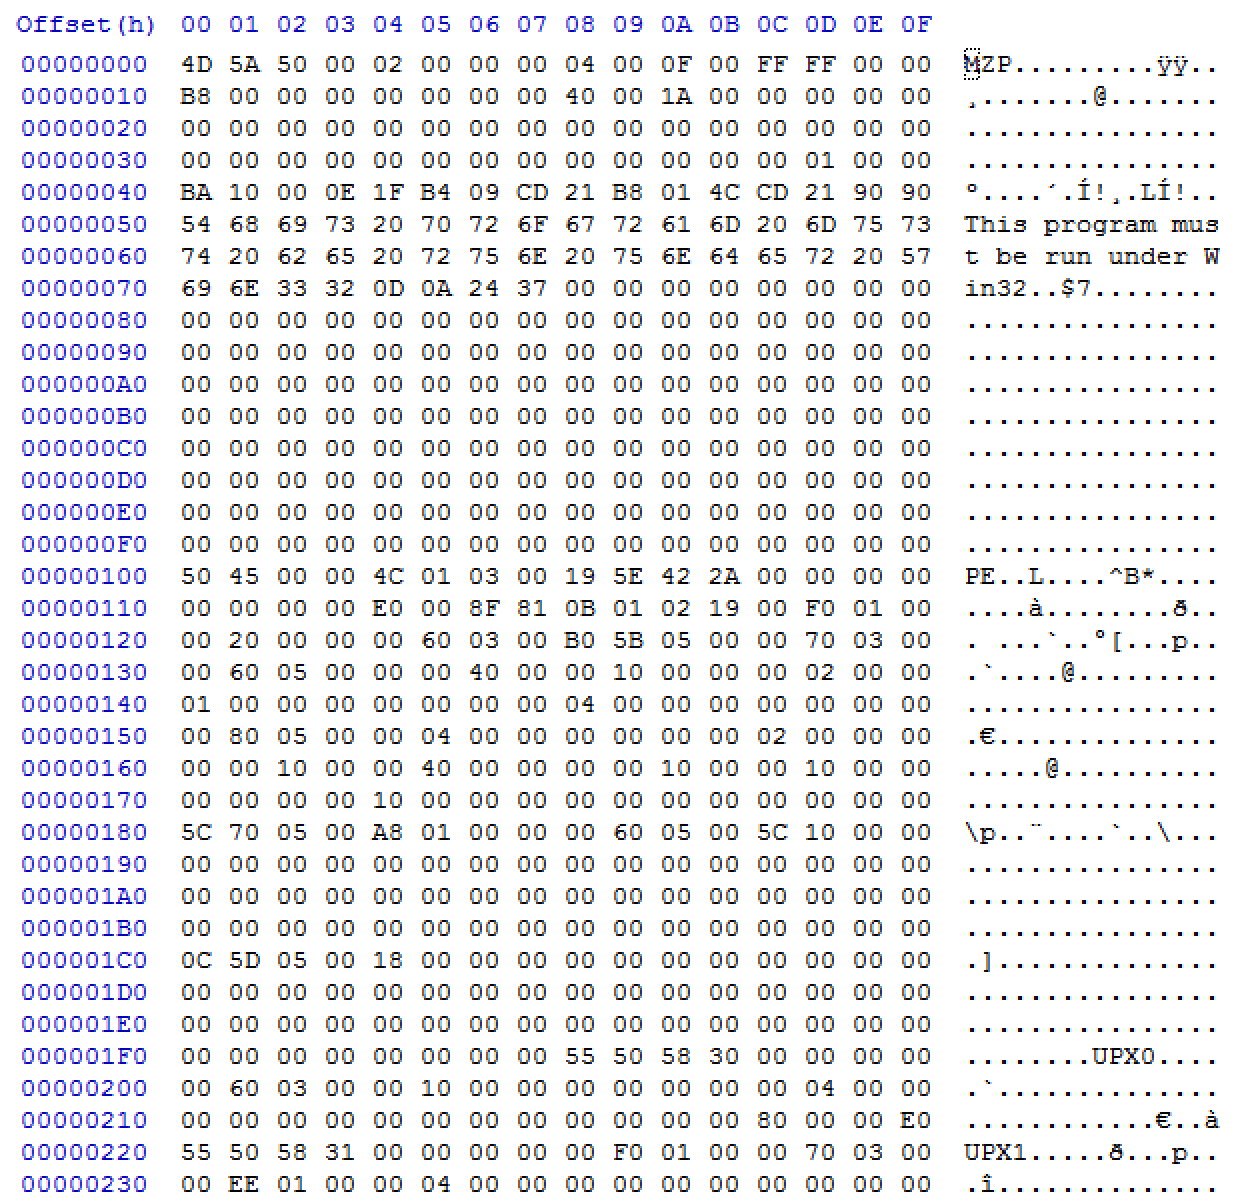 Offset(h) 00 01 02 03 04 05 06 07 08 09 0A 0B 0C 0D 0E 0F
00000000 4D 5A 50 00 02 00 00 00 04 00 0F 00 FF FF 00 00 MZP.........ÿÿ..
00000010 B8 00 00 00 00 00 00 00 40 00 1A 00 00 00 00 00 ¸.......@.......
00000020 00 00 00 00 00 00 00 00 00 00 00 00 00 00 00 00 ................
00000030 00 00 00 00 00 00 00 00 00 00 00 00 00 01 00 00 ................
00000040 BA 10 00 0E 1F B4 09 CD 21 B8 01 4C CD 21 90 90 º....´.Í!¸.LÍ!..
00000050 54 68 69 73 20 70 72 6F 67 72 61 6D 20 6D 75 73 This program mus
00000060 74 20 62 65 20 72 75 6E 20 75 6E 64 65 72 20 57 t be run under W
00000070 69 6E 33 32 0D 0A 24 37 00 00 00 00 00 00 00 00 in32..$7........
00000080 00 00 00 00 00 00 00 00 00 00 00 00 00 00 00 00 ................
00000090 00 00 00 00 00 00 00 00 00 00 00 00 00 00 00 00 ................
000000A0 00 00 00 00 00 00 00 00 00 00 00 00 00 00 00 00 ................
000000B0 00 00 00 00 00 00 00 00 00 00 00 00 00 00 00 00 ................
000000C0 00 00 00 00 00 00 00 00 00 00 00 00 00 00 00 00 ................
000000D0 00 00 00 00 00 00 00 00 00 00 00 00 00 00 00 00 ................
000000E0 00 00 00 00 00 00 00 00 00 00 00 00 00 00 00 00 ................
000000F0 00 00 00 00 00 00 00 00 00 00 00 00 00 00 00 00 ................
00000100 50 45 00 00 4C 01 03 00 19 5E 42 2A 00 00 00 00 PE..L....^B*....
00000110 00 00 00 00 E0 00 8F 81 0B 01 02 19 00 F0 01 00 ....à........ð..
00000120 00 20 00 00 00 60 03 00 B0 5B 05 00 00 70 03 00 . ...`..°[...p..
00000130 00 60 05 00 00 00 40 00 00 10 00 00 00 02 00 00 .`....@.........
00000140 01 00 00 00 00 00 00 00 04 00 00 00 00 00 00 00 ................
00000150 00 80 05 00 00 04 00 00 00 00 00 00 02 00 00 00 .€..............
00000160 00 00 10 00 00 40 00 00 00 00 10 00 00 10 00 00 .....@..........
00000170 00 00 00 00 10 00 00 00 00 00 00 00 00 00 00 00 ................
00000180 5C 70 05 00 A8 01 00 00 00 60 05 00 5C 10 00 00 \p..¨....`..\...
00000190 00 00 00 00 00 00 00 00 00 00 00 00 00 00 00 00 ................
000001A0 00 00 00 00 00 00 00 00 00 00 00 00 00 00 00 00 ................
000001B0 00 00 00 00 00 00 00 00 00 00 00 00 00 00 00 00 ................
000001C0 0C 5D 05 00 18 00 00 00 00 00 00 00 00 00 00 00 .]..............
000001D0 00 00 00 00 00 00 00 00 00 00 00 00 00 00 00 00 ................
000001E0 00 00 00 00 00 00 00 00 00 00 00 00 00 00 00 00 ................
000001F0 00 00 00 00 00 00 00 00 55 50 58 30 00 00 00 00 ........UPX0....
00000200 00 60 03 00 00 10 00 00 00 00 00 00 00 04 00 00 .`..............
00000210 00 00 00 00 00 00 00 00 00 00 00 00 80 00 00 E0 ............€..à
00000220 55 50 58 31 00 00 00 00 00 F0 01 00 00 70 03 00 UPX1.....ð...p..
00000230 00 EE 01 00 00 04 00 00 00 00 00 00 00 00 00 00 .î..............